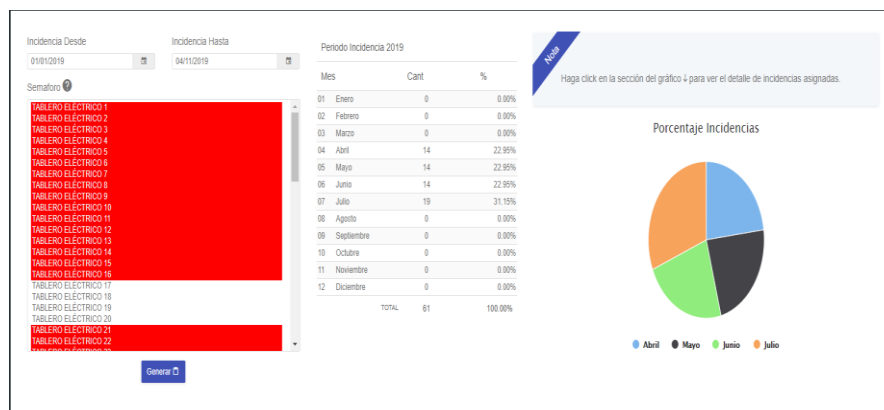 Incidencia Desde
Incidencia Hasta
01/01/2019
04/11/2019
Semaforo ?
TABLERO ELÉCTRICO 1
TABLERO ELÉCTRICO 2
TABLERO ELÉCTRICO 3
TABLERO ELÉCTRICO 4
TABLERO ELÉCTRICO 5
TABLERO ELÉCTRICO 6
TABLERO ELÉCTRICO 7
TABLERO ELÉCTRICO 8
TABLERO ELÉCTRICO 9
TABLERO ELÉCTRICO 10
TABLERO ELÉCTRICO 11
TABLERO ELÉCTRICO 12
TABLERO ELÉCTRICO 13
TABLERO ELÉCTRICO 14
TABLERO ELÉCTRICO 15
TABLERO ELÉCTRICO 16
TABLERO ELÉCTRICO 17
TABLERO ELÉCTRICO 18
TABLERO ELÉCTRICO 19
TABLERO ELÉCTRICO 20
TABLERO ELÉCTRICO 21
TABLERO ELÉCTRICO 22
Generar
Periodo Incidencia 2019
Mes Cant %
01 Enero 0 0.00%
02 Febrero 0 0.00%
03 Marzo 0 0.00%
04 Abril 14 22.95%
05 Mayo 14 22.95%
06 Junio 14 22.95%
07 Julio 19 31.15%
08 Agosto 0 0.00%
09 Septiembre 0 0.00%
10 Octubre 0 0.00%
11 Noviembre 0 0.00%
12 Diciembre 0 0.00%
TOTAL 61 100.00%
Nota
Haga click en la sección del gráfico ↓ para ver el detalle de incidencias asignadas.
Porcentaje Incidencias
Abril Mayo Junio Julio